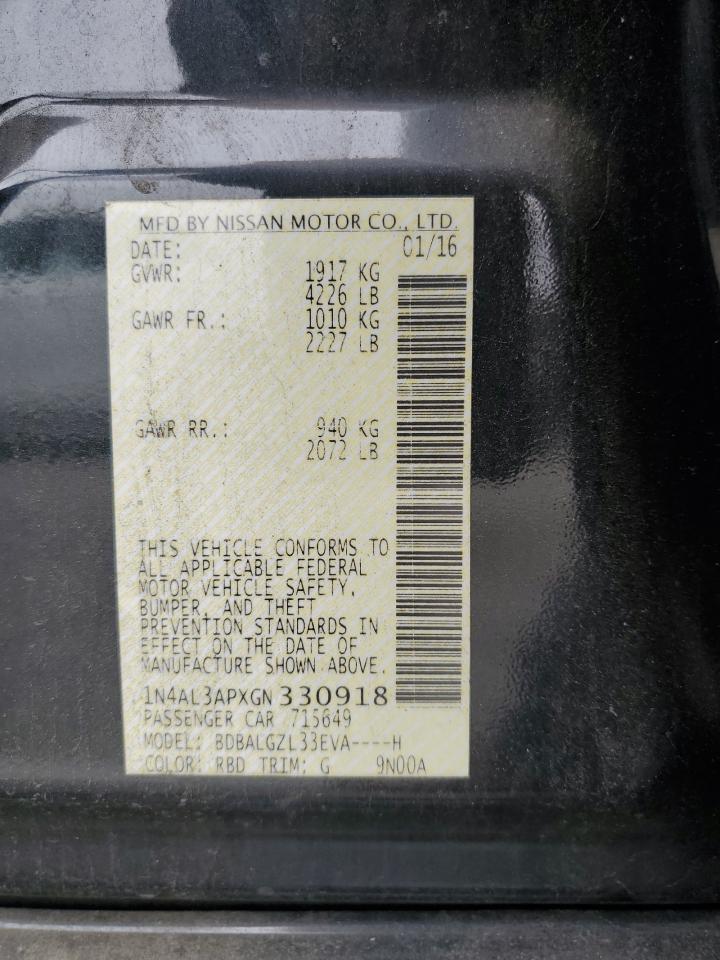 MFD BY NISSAN MOTOR CO., LTD.
DATE: 01/16
GVWR: 1917 KG
4226 LB
GAWR FR.: 1010 KG
2227 LB
GAWR RR.: 940 KG
2072 LB
THIS VEHICLE CONFORMS TO
ALL APPLICABLE FEDERAL
MOTOR VEHICLE SAFETY,
BUMPER, AND THEFT
PREVENTION STANDARDS IN
EFFECT ON THE DATE OF
MANUFACTURE SHOWN ABOVE.
1N4AL3APXGN330918
PASSENGER CAR 715649
MODEL: BDBALGZL33EVA----H
COLOR: RBD TRIM: G 9N00A